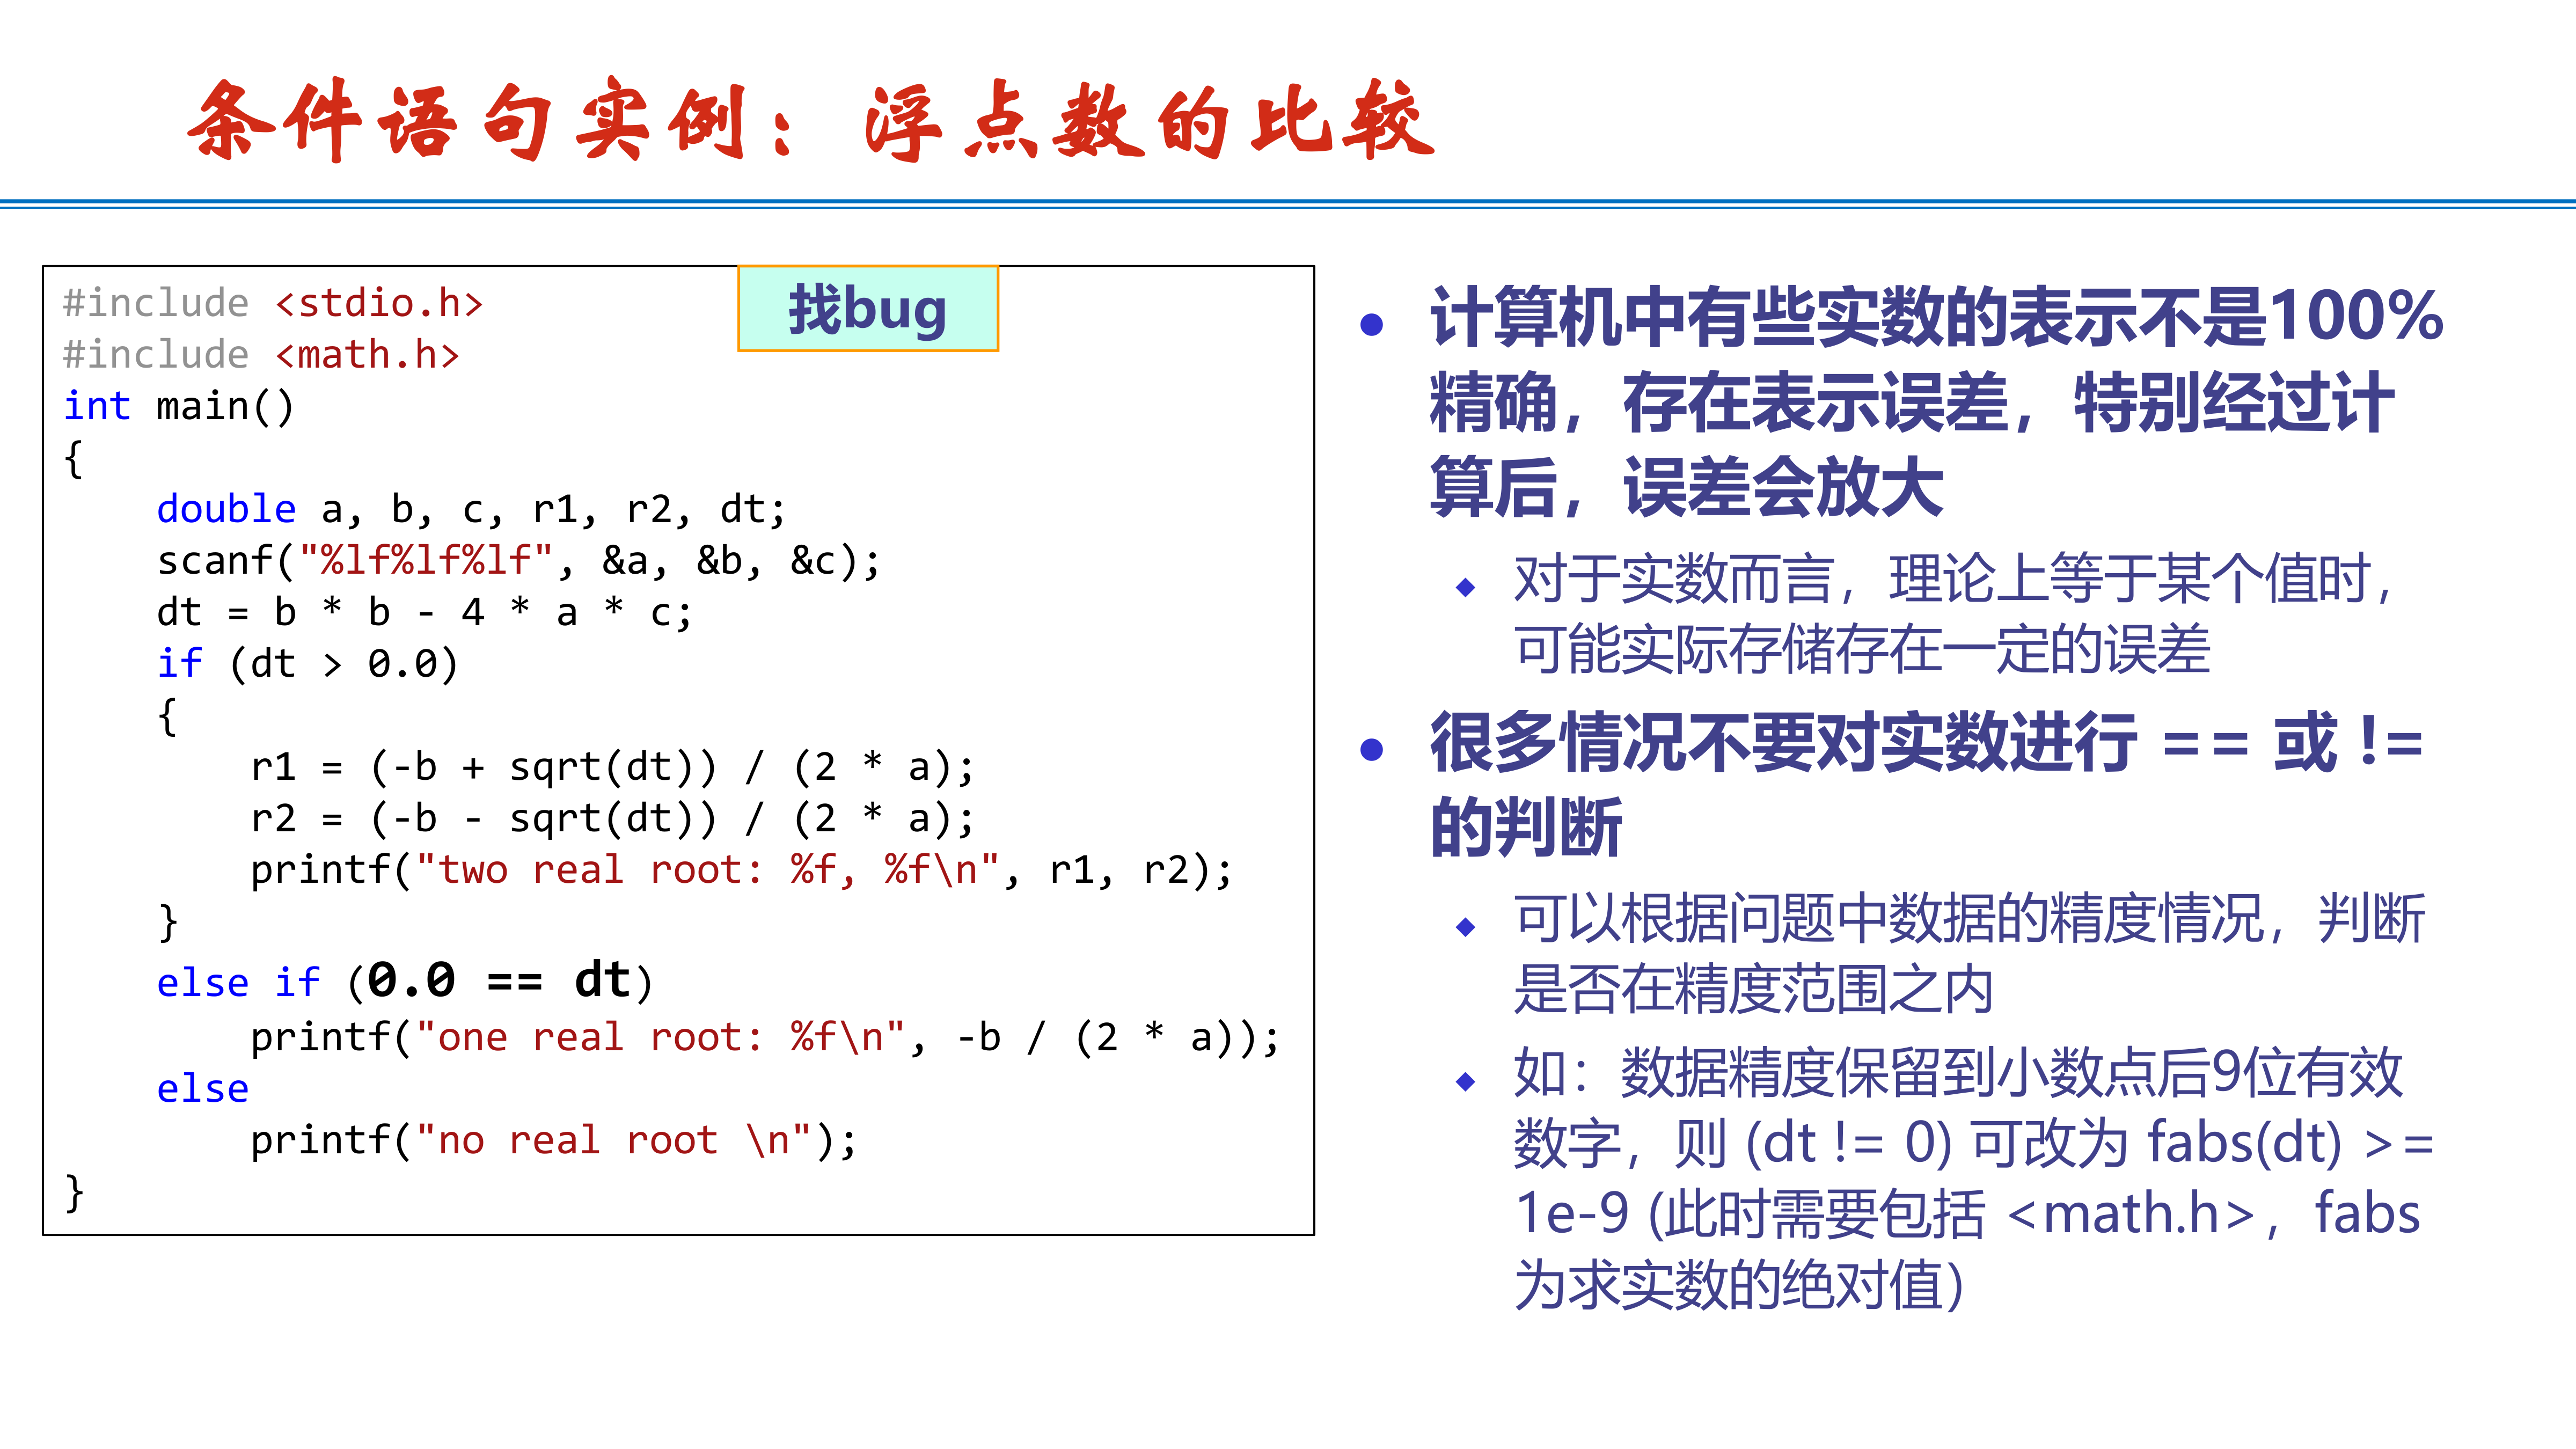 条件语句实例：浮点数的比较
找bug
#include <stdio.h>
#include <math.h>
int main()
{
    double a, b, c, r1, r2, dt;
    scanf("%lf%lf%lf", &a, &b, &c);
    dt = b * b - 4 * a * c;
    if (dt > 0.0)
    {
        r1 = (-b + sqrt(dt)) / (2 * a);
        r2 = (-b - sqrt(dt)) / (2 * a);
        printf("two real root: %f, %f\n", r1, r2);
    }
    else if (0.0 == dt)
        printf("one real root: %f\n", -b / (2 * a));
    else
        printf("no real root \n");
}
• 计算机中有些实数的表示不是100%
精确，存在表示误差，特别经过计
算后，误差会放大
◆ 对于实数而言，理论上等于某个值时，
可能实际存储存在一定的误差
• 很多情况不要对实数进行 == 或 !=
的判断
◆ 可以根据问题中数据的精度情况，判断
是否在精度范围之内
◆ 如：数据精度保留到小数点后9位有效
数字，则 (dt != 0) 可改为 fabs(dt) >=
1e-9 (此时需要包括 <math.h>，fabs
为求实数的绝对值）